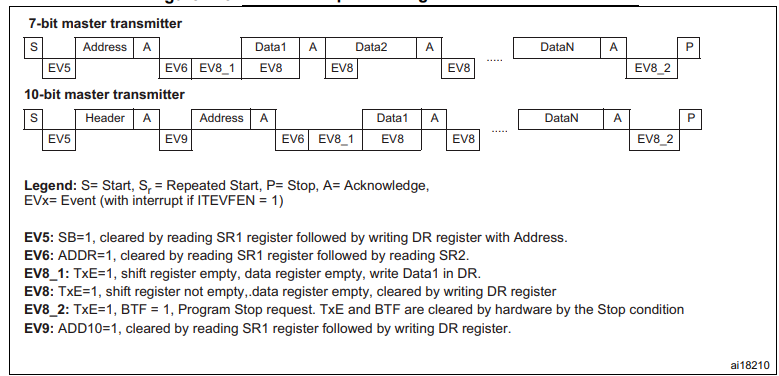 7-bit master transmitter
S Address A Data1 A Data2 A ..... DataN A P
EV5 EV6 EV8_1 EV8 EV8 EV8 EV8_2
10-bit master transmitter
S Header A Address A Data1 A ..... DataN A P
EV5 EV9 EV6 EV8_1 EV8 EV8 EV8_2
Legend: S= Start, Sr = Repeated Start, P= Stop, A= Acknowledge,
EVx= Event (with interrupt if ITEVFEN = 1)
EV5: SB=1, cleared by reading SR1 register followed by writing DR register with Address.
EV6: ADDR=1, cleared by reading SR1 register followed by reading SR2.
EV8_1: TxE=1, shift register empty, data register empty, write Data1 in DR.
EV8: TxE=1, shift register not empty,.data register empty, cleared by writing DR register
EV8_2: TxE=1, BTF = 1, Program Stop request. TxE and BTF are cleared by hardware by the Stop condition
EV9: ADD10=1, cleared by reading SR1 register followed by writing DR register.
ai18210